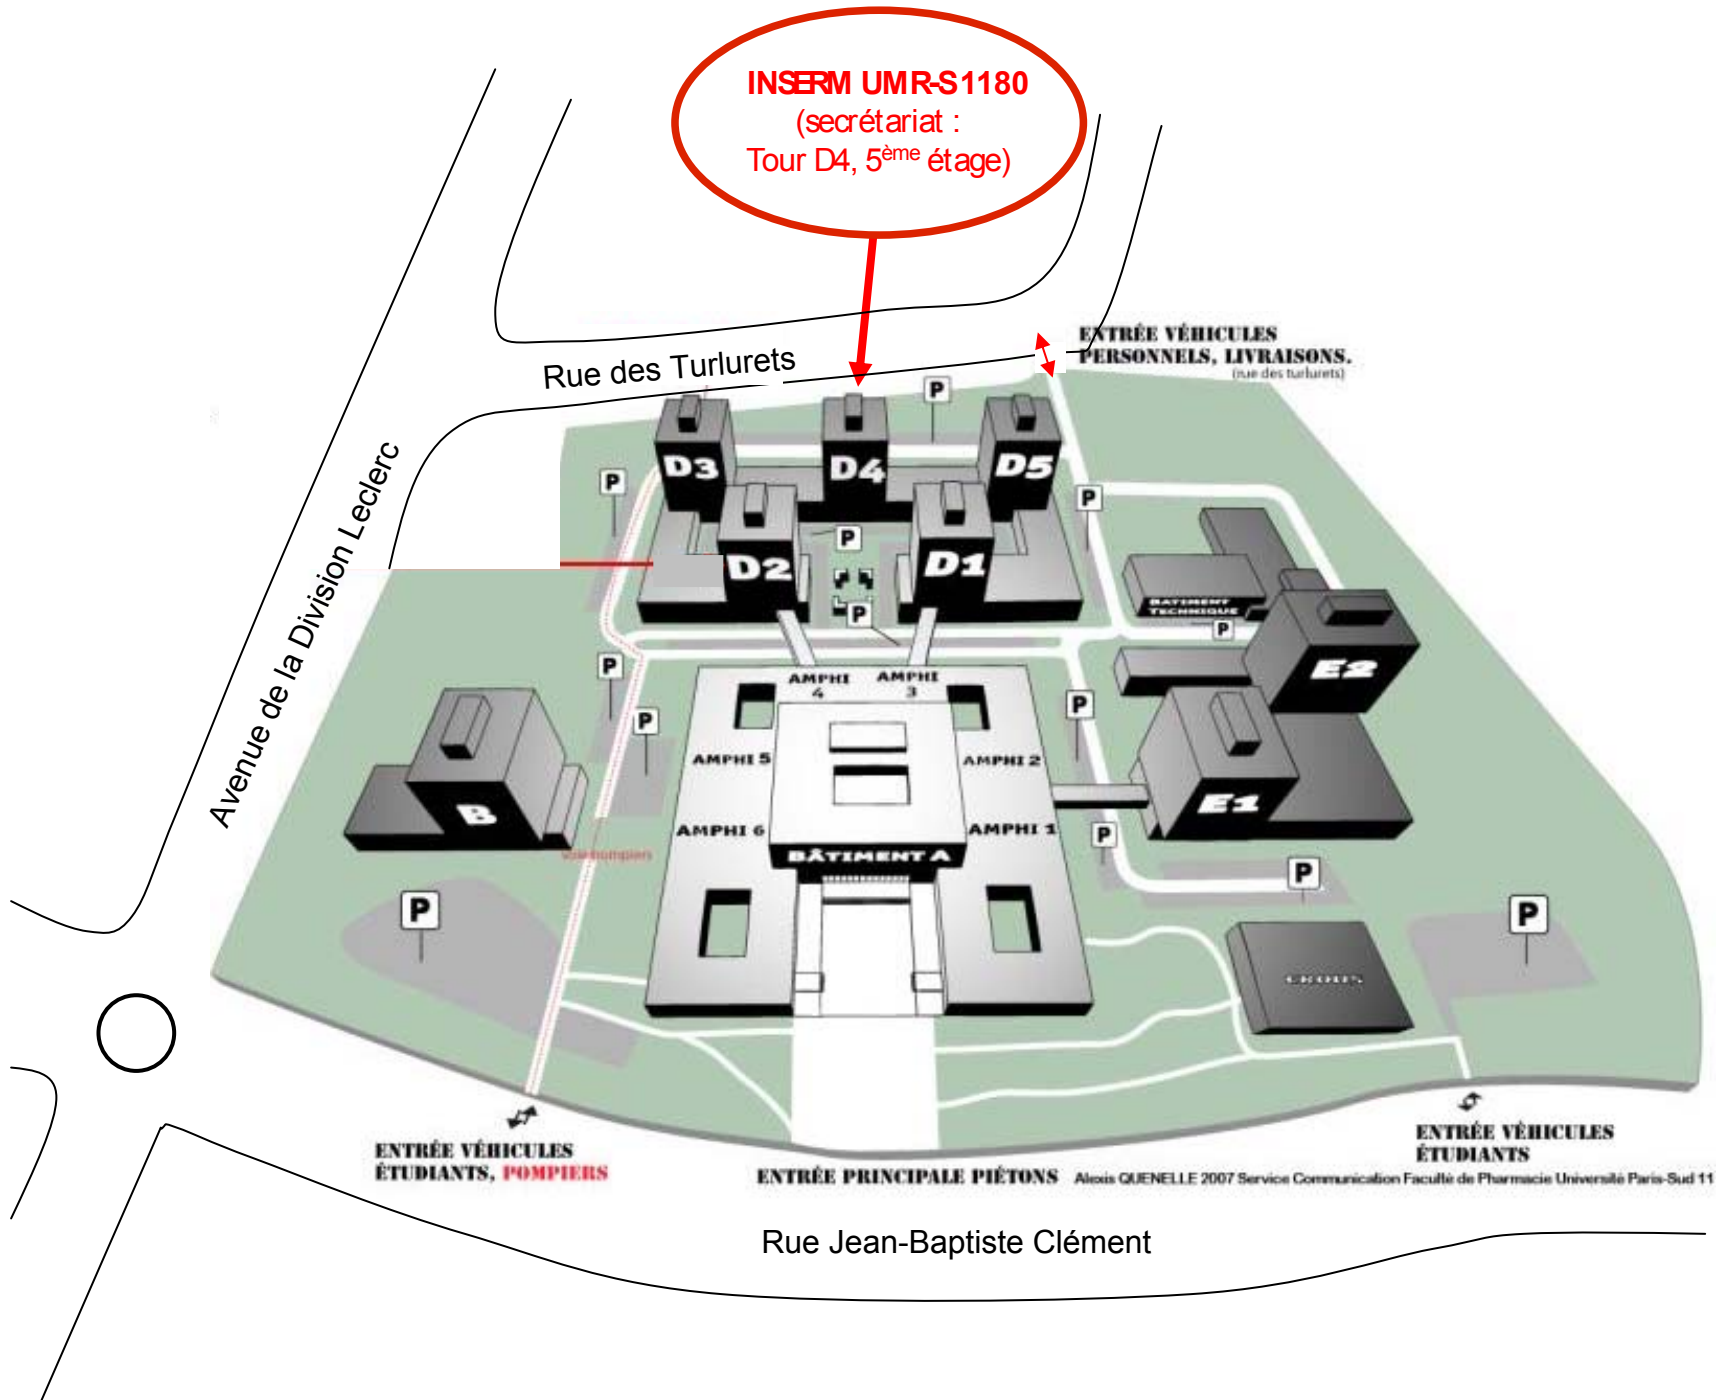 INSERM UMR-S1180
(secrétariat :
Tour D4, 5ème étage)
ENTRÉE VÉHICULES
PERSONNELS, LIVRAISONS.
(rue des turlurets)
Rue des Turlurets
Avenue de la Division Leclerc
P
D3
D4
D5
P
P
P
D2
D1
BATIMENT
TECHNIQUE
P
P
E2
P
AMPHI
4
AMPHI
3
P
P
AMPHI 5
AMPHI 2
B
E1
AMPHI 6
AMPHI 1
P
voie pompiers
BÂTIMENT A
P
P
P
CROUS
ENTRÉE VÉHICULES
ÉTUDIANTS, POMPIERS
ENTRÉE VÉHICULES
ÉTUDIANTS
ENTRÉE PRINCIPALE PIÉTONS
Alexis QUENELLE 2007 Service Communication Faculté de Pharmacie Université Paris-Sud 11
Rue Jean-Baptiste Clément